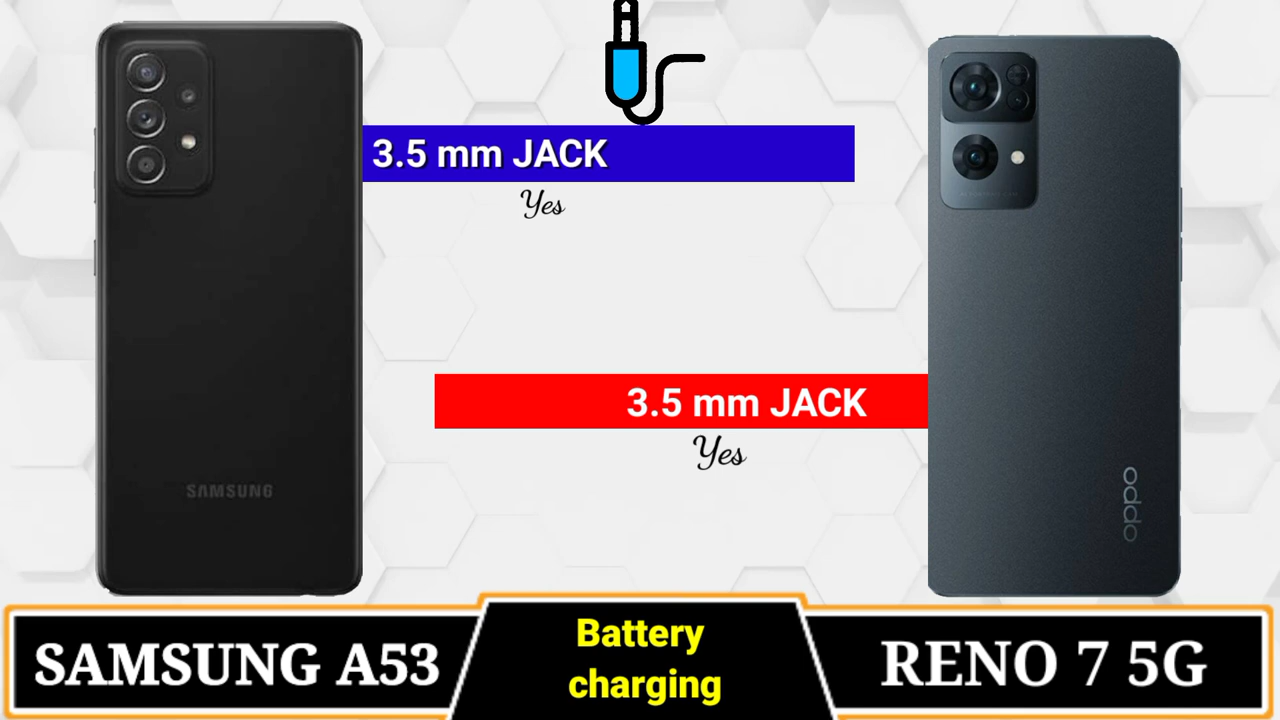 3.5 mm JACK
Yes
3.5 mm JACK
Yes
SAMSUNG
oppo
SAMSUNG A53
Battery
charging
RENO 7 5G